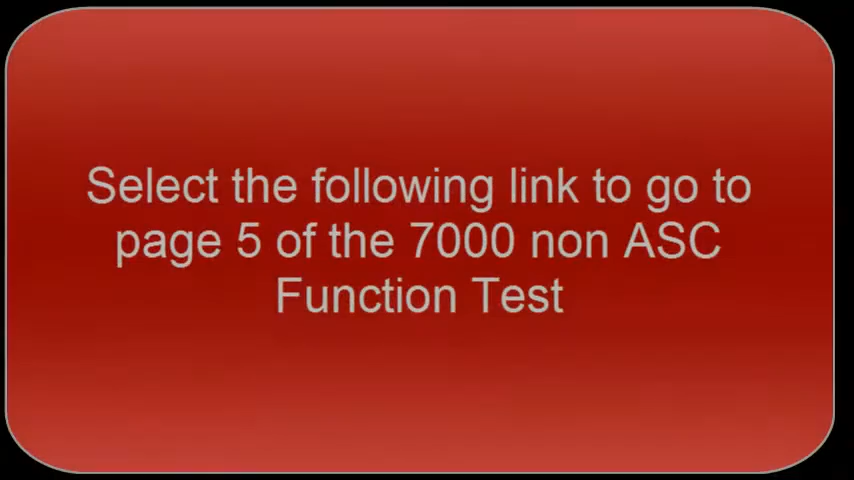 Select the following link to go to
page 5 of the 7000 non ASC
Function Test